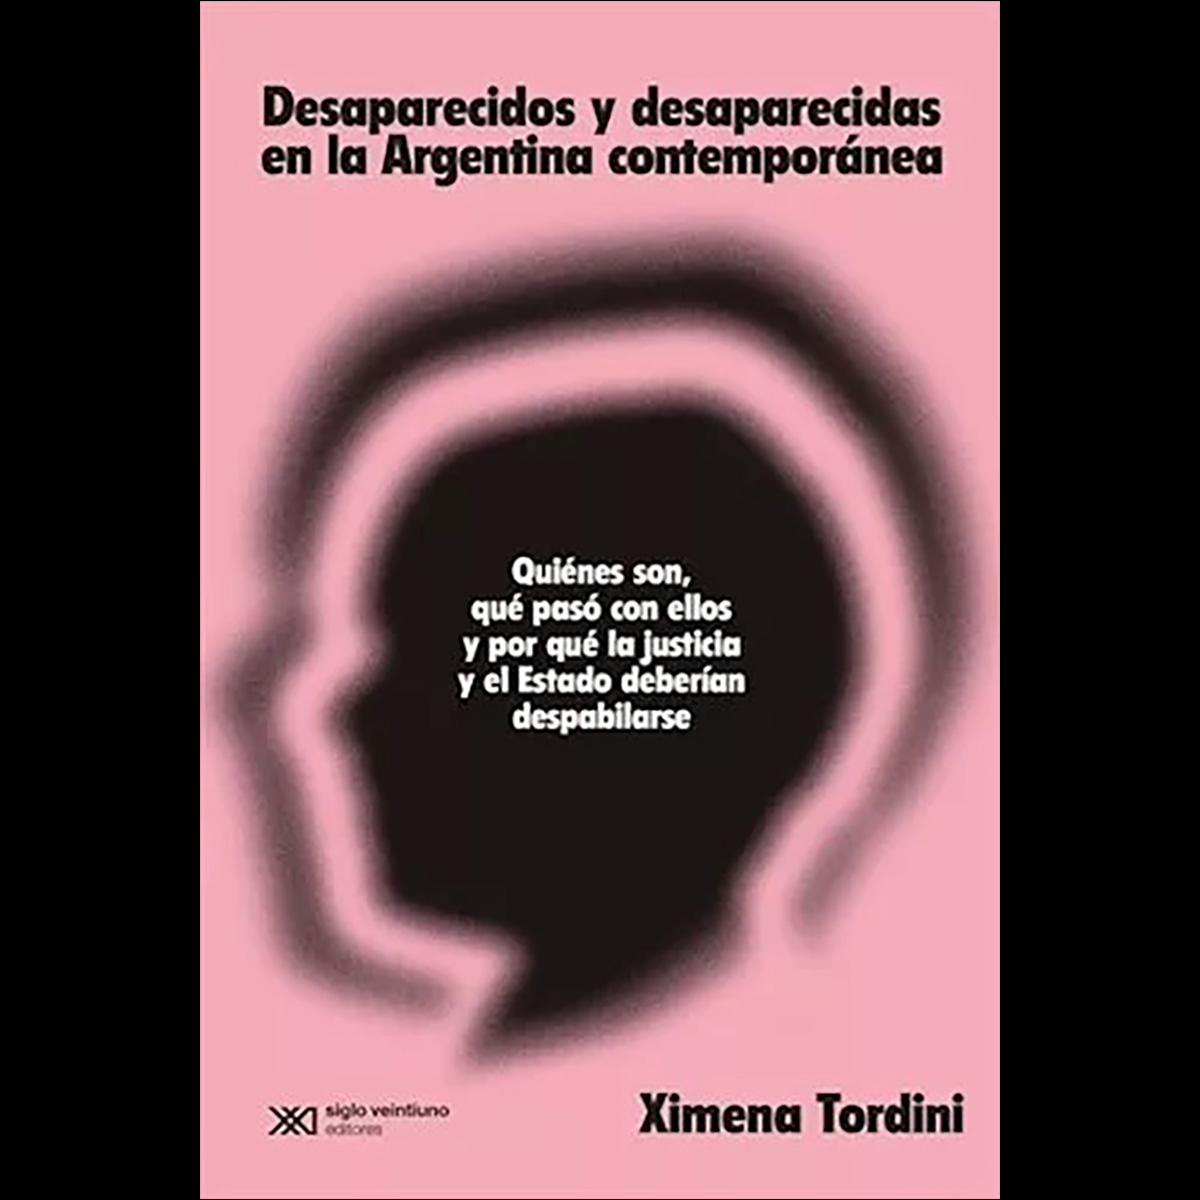 Desaparecidos y desaparecidas
en la Argentina contemporánea
Quiénes son,
qué pasó con ellos
y por qué la justicia
y el Estado deberían
despabilarse
siglo veintiuno
editores
Ximena Tordini